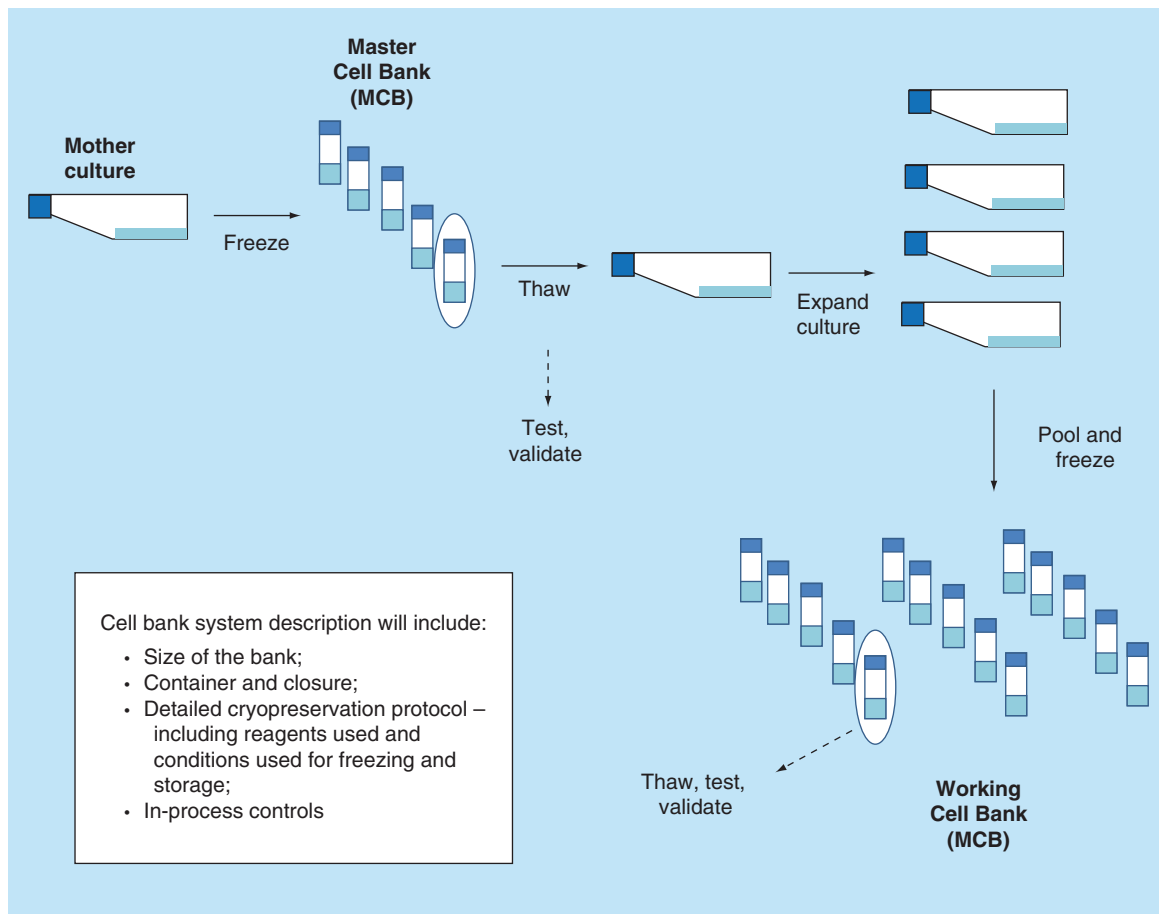 Master
Cell Bank
(MCB)
Mother
culture
Freeze
Thaw
Expand
culture
Test,
validate
Pool and
freeze
Cell bank system description will include:
• Size of the bank;
• Container and closure;
• Detailed cryopreservation protocol –
including reagents used and
conditions used for freezing and
storage;
• In-process controls
Thaw, test,
validate
Working
Cell Bank
(MCB)